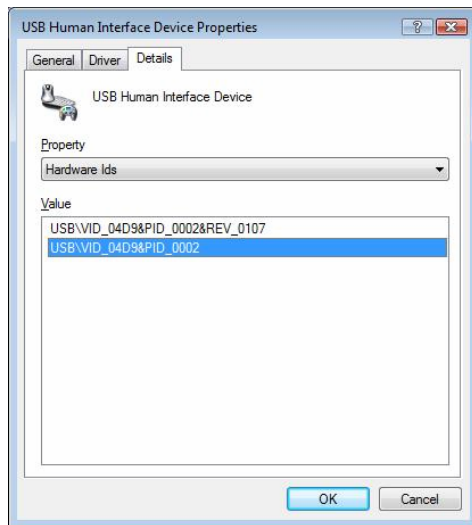 USB Human Interface Device Properties
General Driver Details
USB Human Interface Device
Property
Hardware Ids
Value
USB\VID_04D9&PID_0002&REV_0107
USB\VID_04D9&PID_0002
OK Cancel